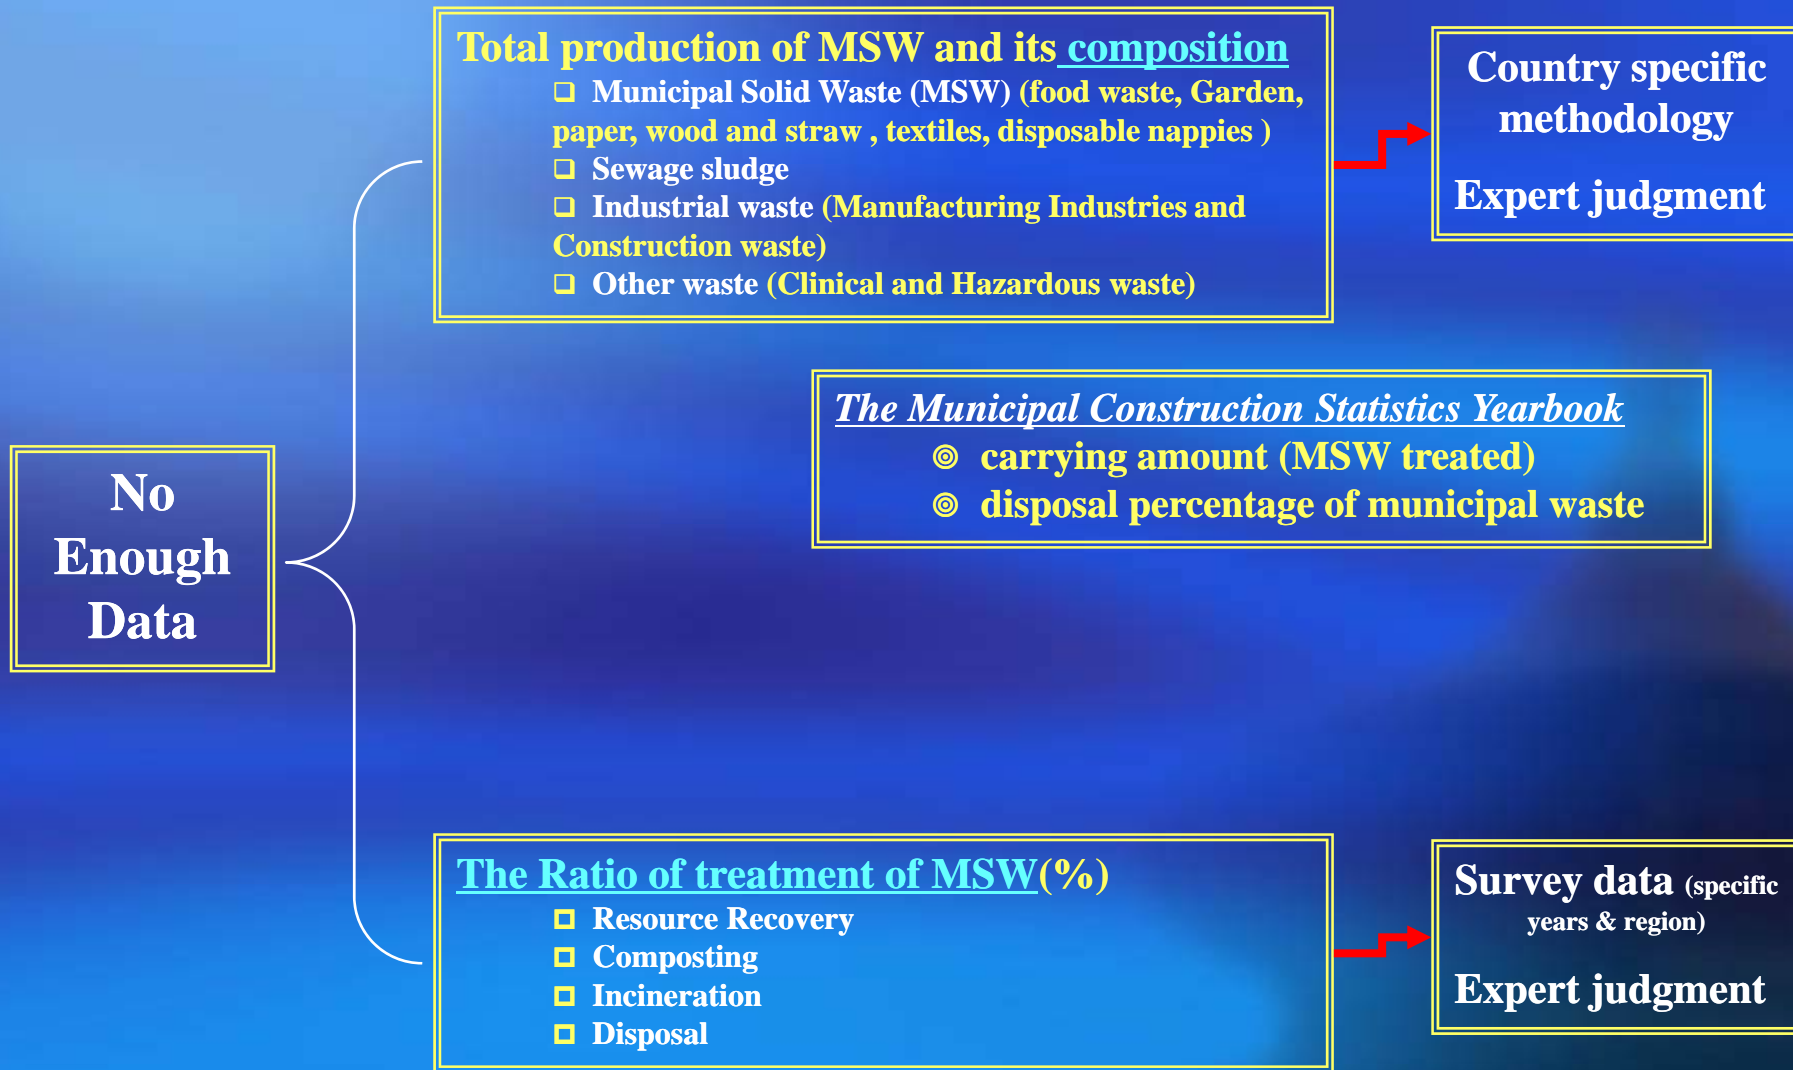 No
Enough
Data
Total production of MSW and its composition
❑ Municipal Solid Waste (MSW) (food waste, Garden,
paper, wood and straw , textiles, disposable nappies )
❑ Sewage sludge
❑ Industrial waste (Manufacturing Industries and
Construction waste)
❑ Other waste (Clinical and Hazardous waste)
Country specific
methodology
Expert judgment
The Municipal Construction Statistics Yearbook
◎ carrying amount (MSW treated)
◎ disposal percentage of municipal waste
The Ratio of treatment of MSW(%)
Resource Recovery
Composting
Incineration
Disposal
Survey data (specific
years & region)
Expert judgment